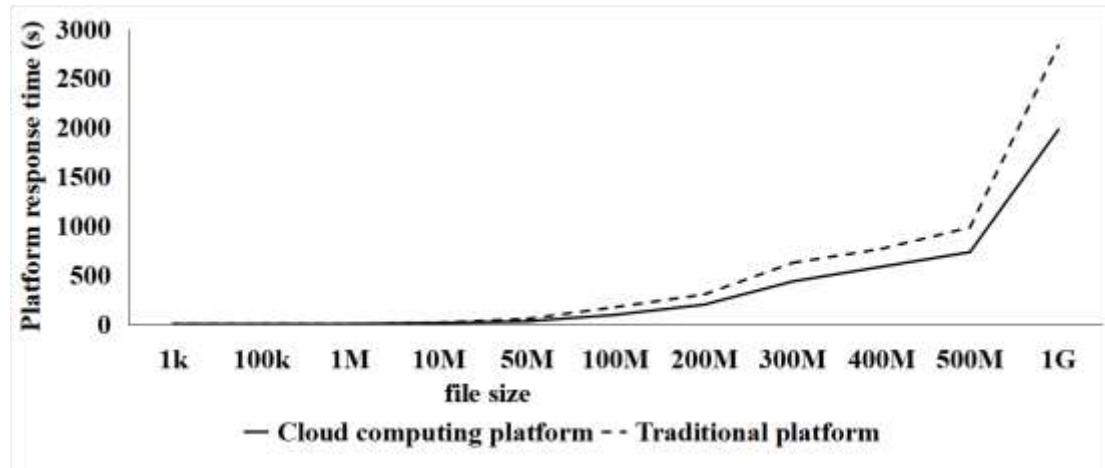 Platform response time (s)
3000
2500
2000
1500
1000
500
0
1k 100k 1M 10M 50M 100M 200M 300M 400M 500M 1G
file size
Cloud computing platform Traditional platform